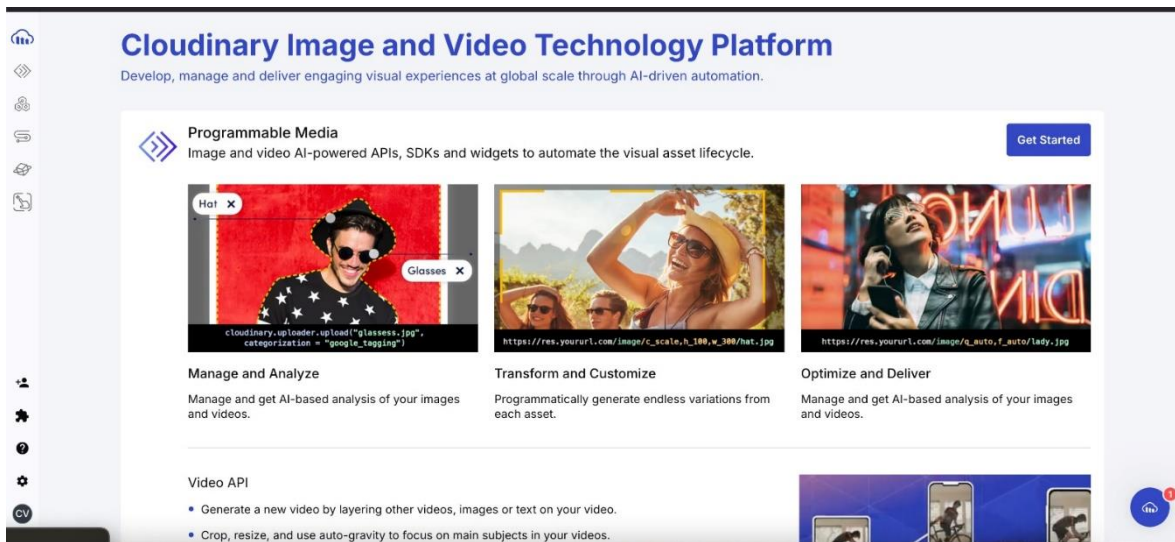 Cloudinary Image and Video Technology Platform
Develop, manage and deliver engaging visual experiences at global scale through AI-driven automation.
Programmable Media
Image and video AI-powered APIs, SDKs and widgets to automate the visual asset lifecycle.
Get Started
Hat X
Glasses X
cloudinary.uploader.upload("glassess.jpg",
categorization = "google_tagging")
https://res.yoururl.com/image/c_scale,h_100,w_300/hat.jpg
https://res.yoururl.com/image/q_auto,f_auto/lady.jpg
Manage and Analyze
Manage and get AI-based analysis of your images
and videos.
Transform and Customize
Programmatically generate endless variations from
each asset.
Optimize and Deliver
Manage and get AI-based analysis of your images
and videos.
Video API
• Generate a new video by layering other videos, images or text on your video.
• Crop, resize, and use auto-gravity to focus on main subjects in your videos.
CV
1